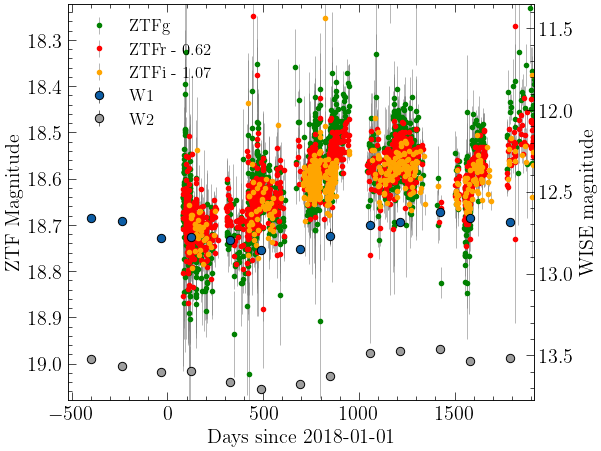 ZTFg
ZTFr - 0.62
ZTFi - 1.07
W1
W2
18.3
18.4
18.5
18.6
18.7
18.8
18.9
19.0
ZTF Magnitude
11.5
12.0
12.5
13.0
13.5
WISE magnitude
−500 0 500 1000 1500
Days since 2018-01-01